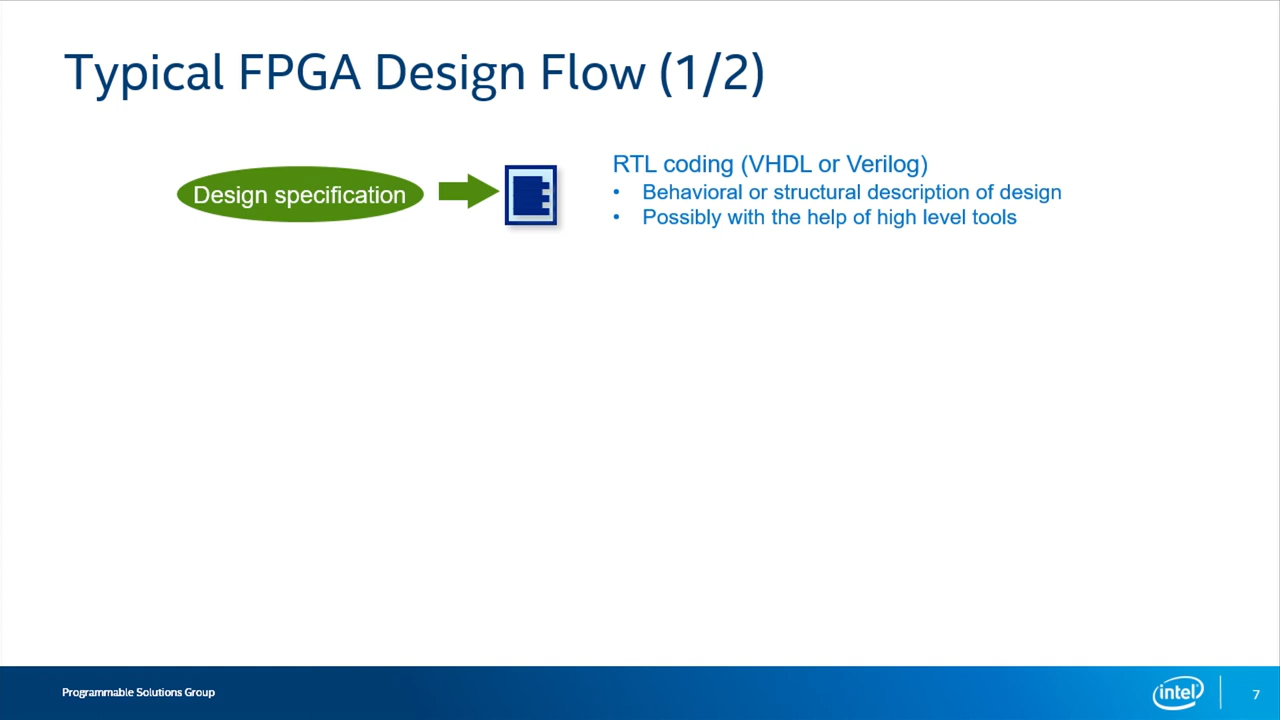 Typical FPGA Design Flow (1/2)
Design specification
RTL coding (VHDL or Verilog)
• Behavioral or structural description of design
• Possibly with the help of high level tools
Programmable Solutions Group
intel
7